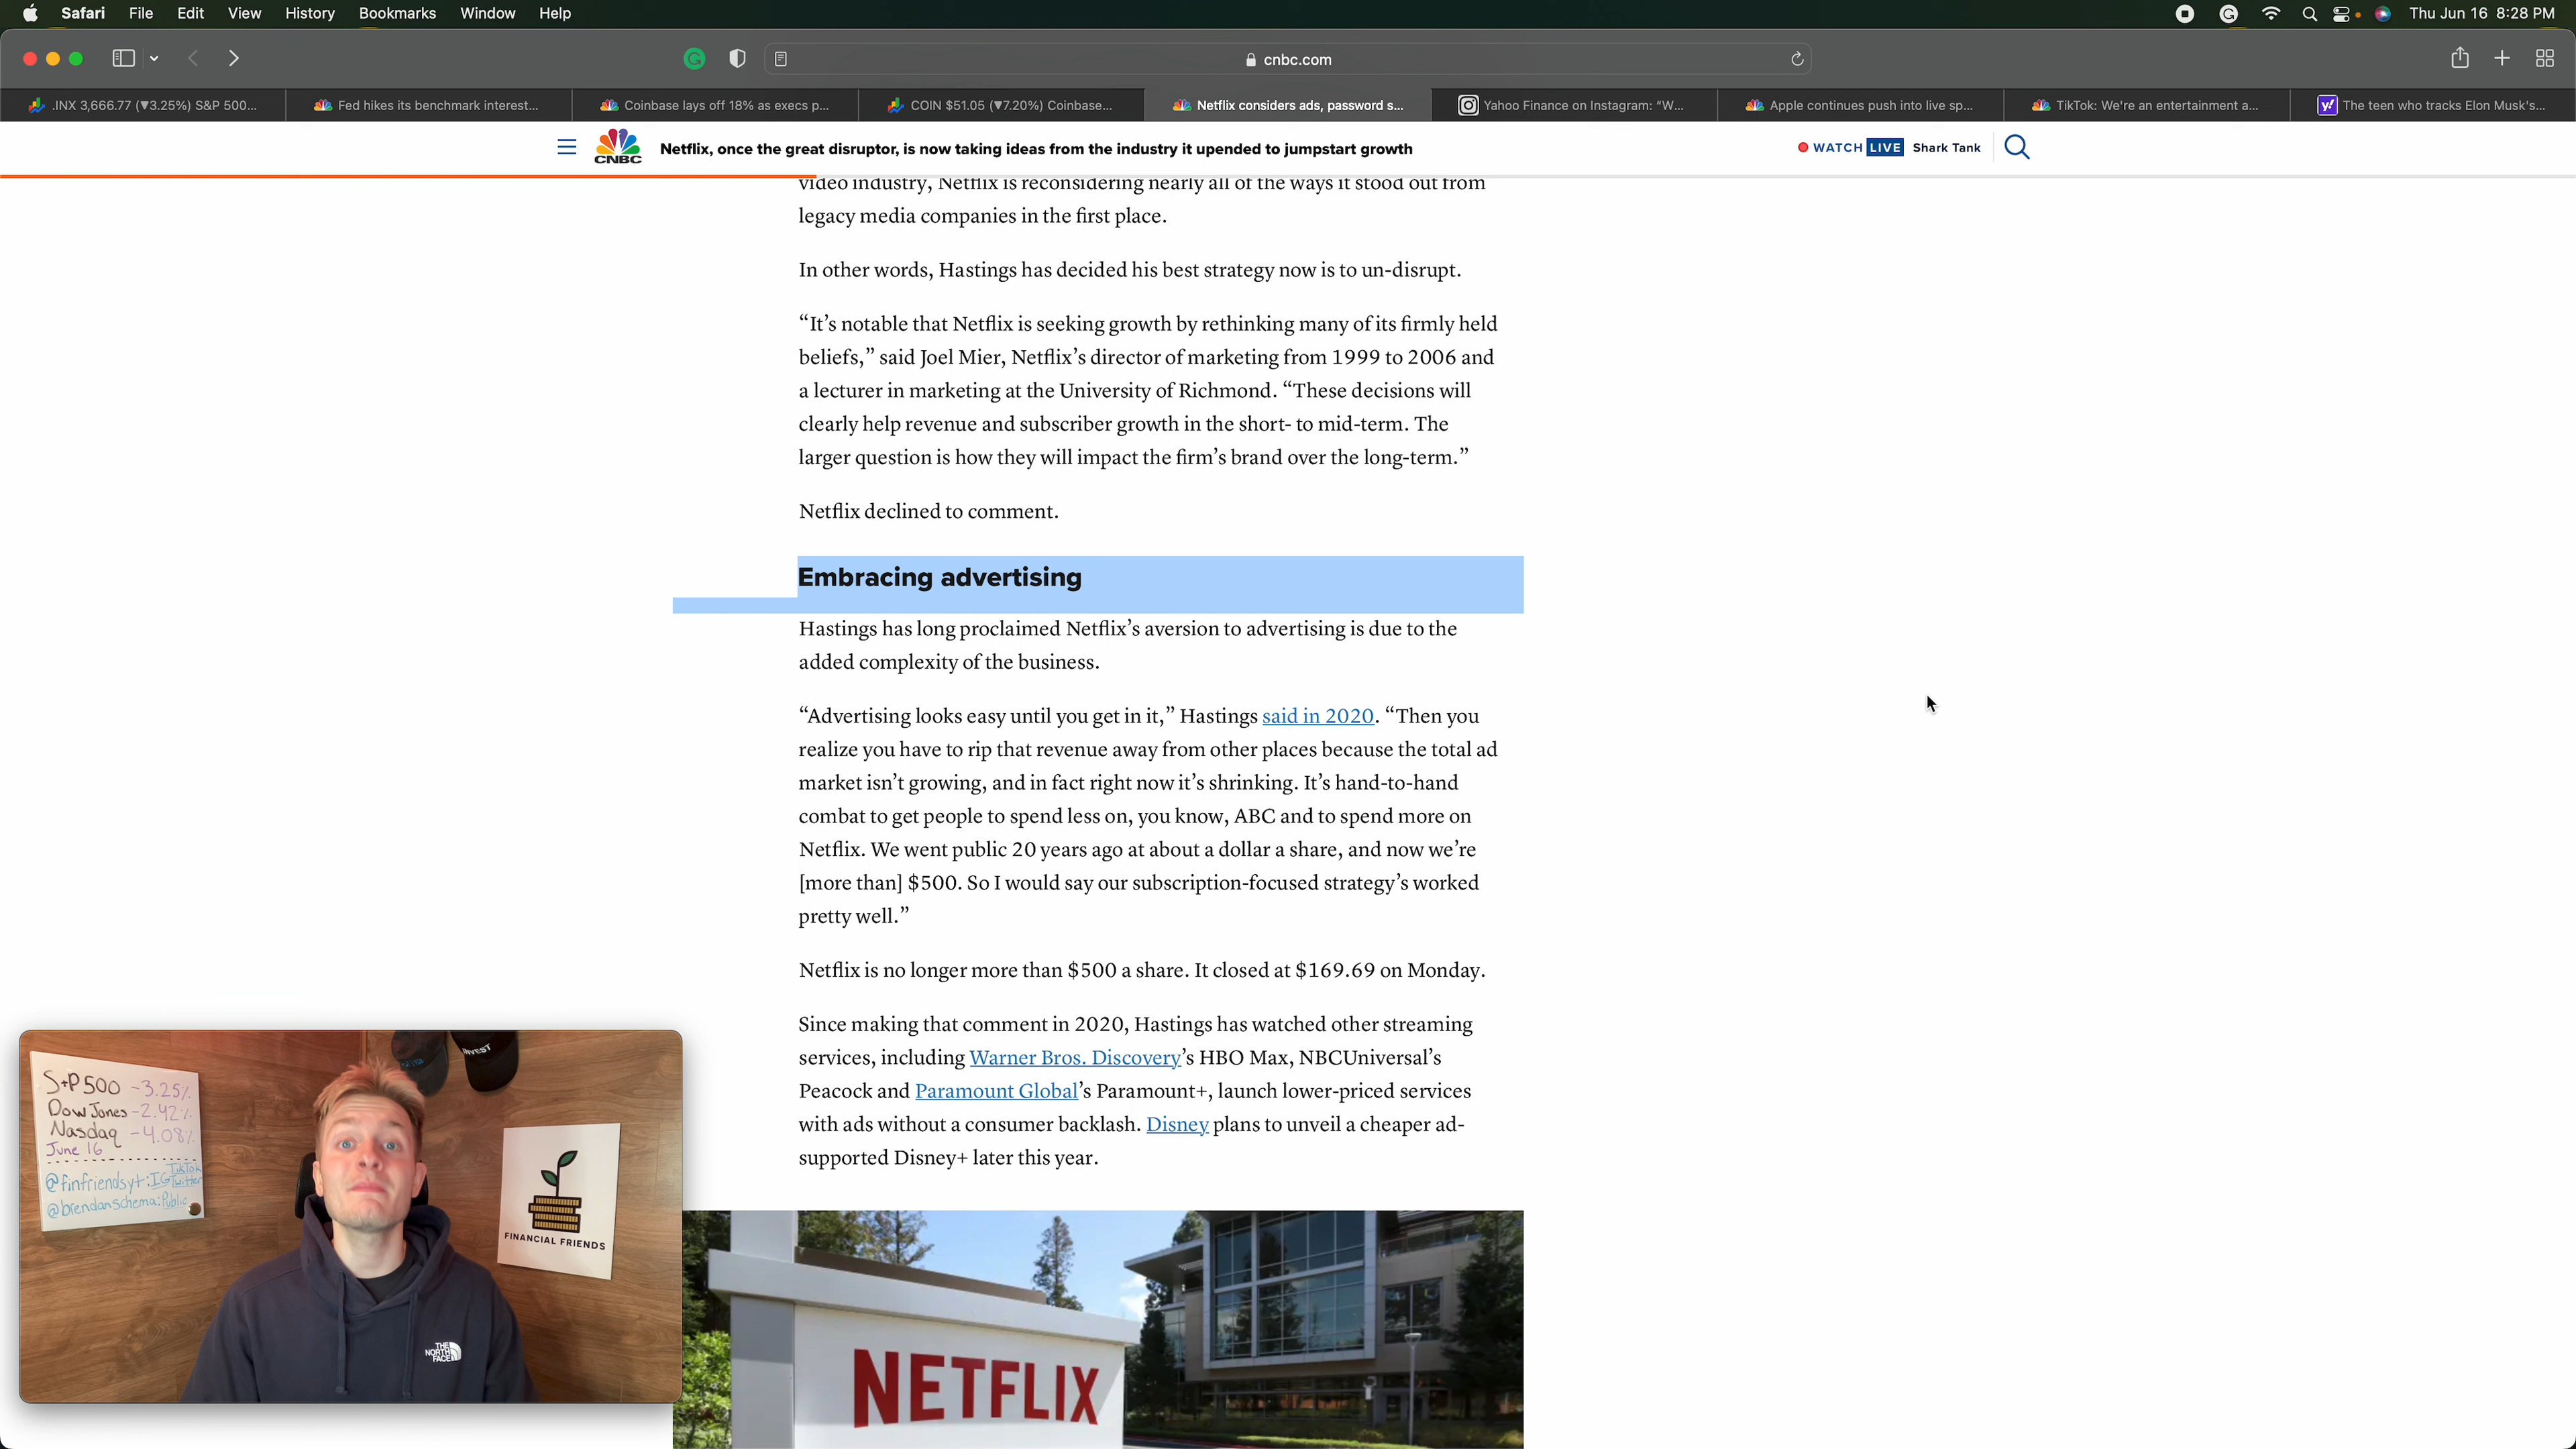 Safari File Edit View History Bookmarks Window Help
Thu Jun 16 8:28 PM
cnbc.com
.INX 3,666.77 (▼3.25%) S&P 500...
Fed hikes its benchmark interest...
Coinbase lays off 18% as execs p...
COIN $51.05 (▼7.20%) Coinbase...
Netflix considers ads, password s...
Yahoo Finance on Instagram: “W...
Apple continues push into live sp...
TikTok: We're an entertainment a...
y!
The teen who tracks Elon Musk's...
CNBC
Netflix, once the great disruptor, is now taking ideas from the industry it upended to jumpstart growth
WATCH LIVE Shark Tank
video industry, Netflix is reconsidering nearly all of the ways it stood out from
legacy media companies in the first place.
In other words, Hastings has decided his best strategy now is to un-disrupt.
“It’s notable that Netflix is seeking growth by rethinking many of its firmly held
beliefs,” said Joel Mier, Netflix’s director of marketing from 1999 to 2006 and
a lecturer in marketing at the University of Richmond. “These decisions will
clearly help revenue and subscriber growth in the short- to mid-term. The
larger question is how they will impact the firm’s brand over the long-term.”
Netflix declined to comment.
Embracing advertising
Hastings has long proclaimed Netflix’s aversion to advertising is due to the
added complexity of the business.
“Advertising looks easy until you get in it,” Hastings said in 2020. “Then you
realize you have to rip that revenue away from other places because the total ad
market isn’t growing, and in fact right now it’s shrinking. It’s hand-to-hand
combat to get people to spend less on, you know, ABC and to spend more on
Netflix. We went public 20 years ago at about a dollar a share, and now we’re
[more than] $500. So I would say our subscription-focused strategy’s worked
pretty well.”
Netflix is no longer more than $500 a share. It closed at $169.69 on Monday.
Since making that comment in 2020, Hastings has watched other streaming
services, including Warner Bros. Discovery’s HBO Max, NBCUniversal’s
Peacock and Paramount Global’s Paramount+, launch lower-priced services
with ads without a consumer backlash. Disney plans to unveil a cheaper ad-
supported Disney+ later this year.
NETFLIX
S+P 500 -3.25%
Dow Jones -2.42%
Nasdaq -4.08%
June 16
TikTok
@finfriendsyt: IG Twitter
@brendanschema: Public
INVEST
FINANCIAL FRIENDS
THE
NORTH
FACE